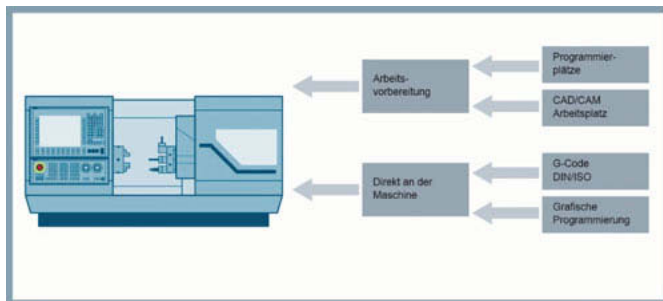 Programmier-
plätze
Arbeits-
vorbereitung
CAD/CAM
Arbeitsplatz
G-Code
DIN/ISO
Direkt an der
Maschine
Grafische
Programmierung